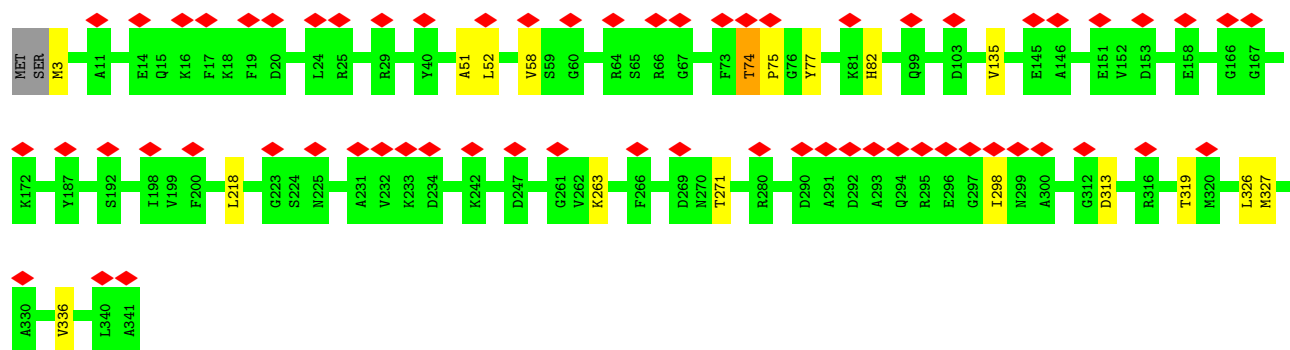 MET SER M3 A11 E14 Q15 K16 F17 K18 F19 D20 L24 R25 R29 Y40 A51 L52 V58 S59 G60 R64 S65 R66 G67 F73 T74 P75 G76 Y77 K81 H82 Q99 D103 V135 E145 A146 E151 V152 D153 E158 G166 G167
K172 Y187 S192 I198 V199 F200 L218 G223 S224 N225 A231 V232 K233 D234 K242 D247 G261 V262 K263 F266 D269 N270 T271 R280 D290 A291 D292 A293 Q294 R295 E296 G297 I298 N299 A300 G312 D313 R316 T319 M320 L326 M327
A330 V336 L340 A341